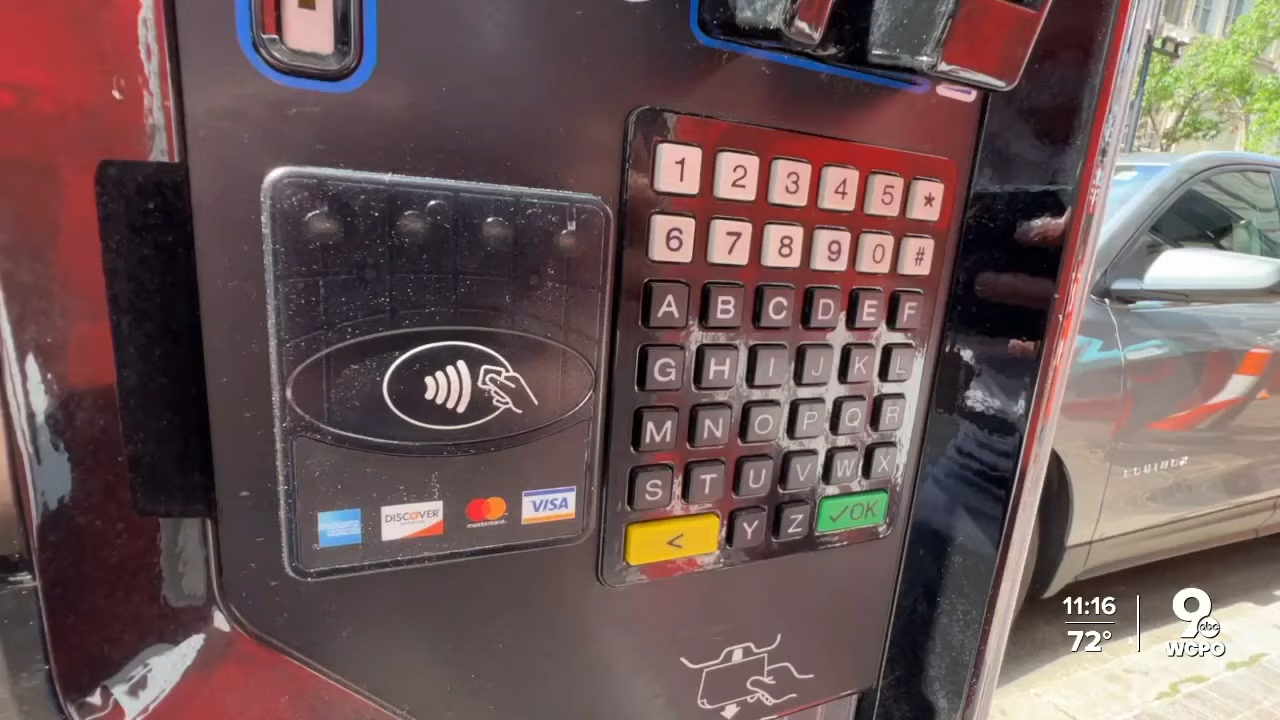 1 2 3 4 5 *
6 7 8 9 0 #
A B C D E F
G H I J K L
M N O P Q R
S T U V W X
< Y Z ✓OK
DISCOVER
mastercard.
VISA
EQUINOX
11:16
72°
9
abc
WCPO